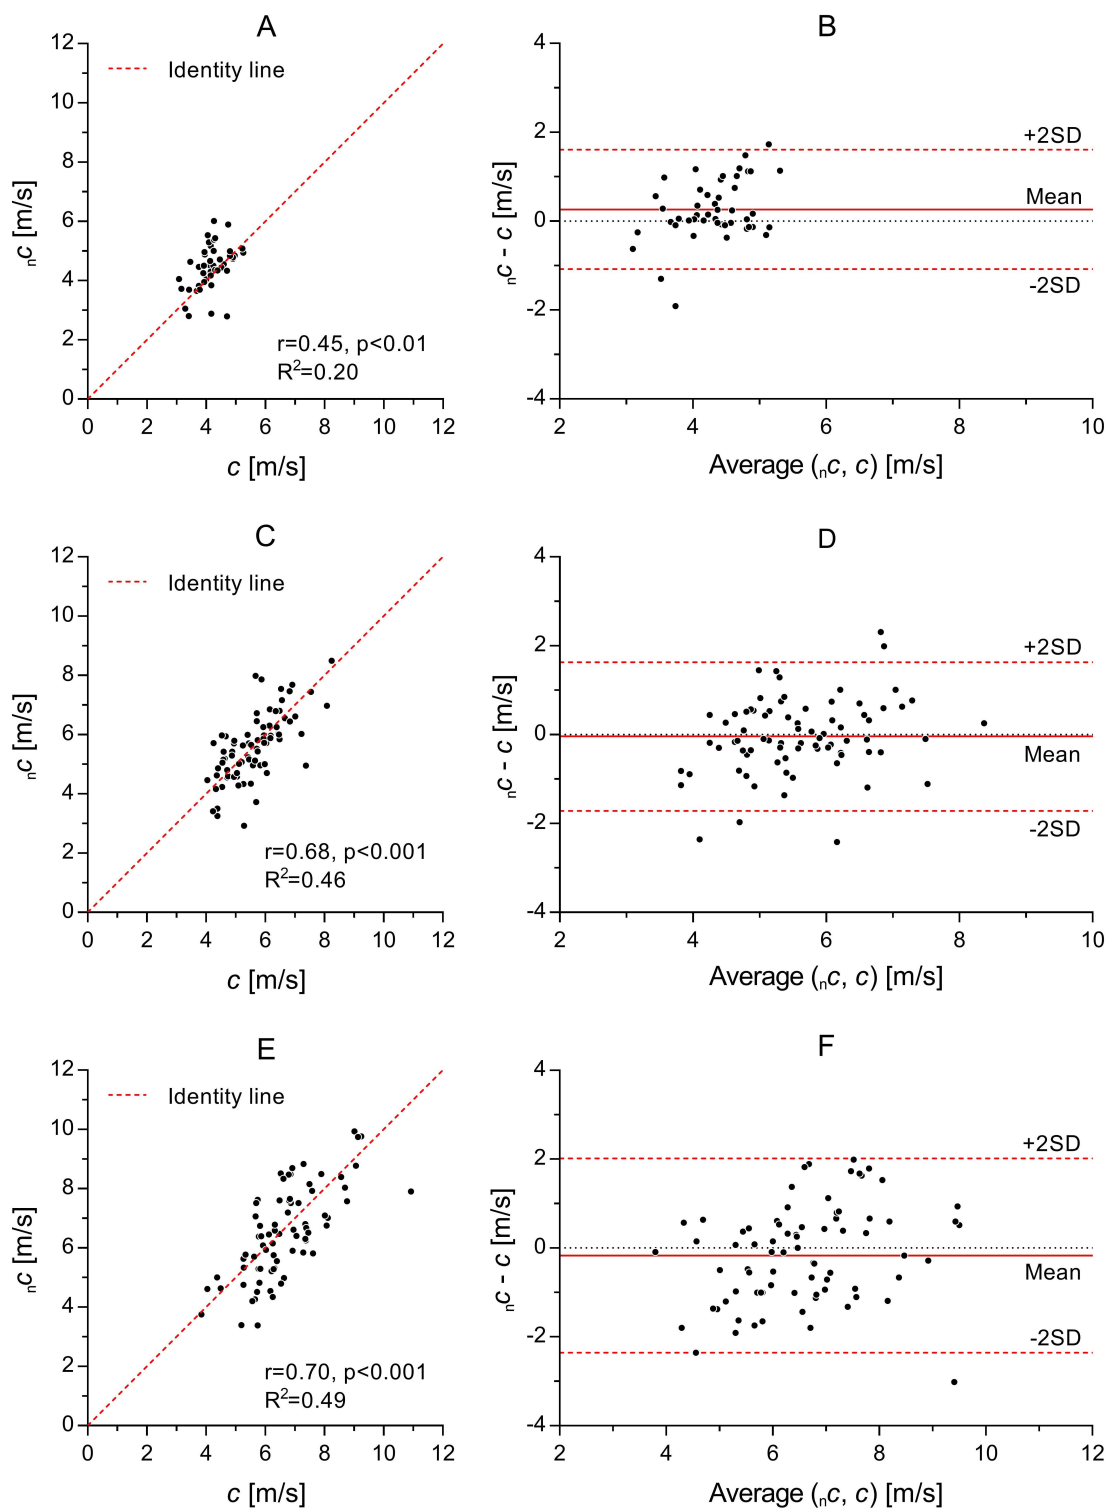 A
B
12
10
8
6
4
2
0
0 2 4 6 8 10 12
Identity line
nc [m/s]
c [m/s]
r=0.45, p<0.01
R²=0.20
4
2
0
-2
-4
2 4 6 8 10
nc - c [m/s]
+2SD
Mean
-2SD
Average (nc, c) [m/s]
C
D
12
10
8
6
4
2
0
0 2 4 6 8 10 12
Identity line
nc [m/s]
c [m/s]
r=0.68, p<0.001
R²=0.46
4
2
0
-2
-4
2 4 6 8 10
nc - c [m/s]
+2SD
Mean
-2SD
Average (nc, c) [m/s]
E
F
12
10
8
6
4
2
0
0 2 4 6 8 10 12
Identity line
nc [m/s]
c [m/s]
r=0.70, p<0.001
R²=0.49
4
2
0
-2
-4
2 4 6 8 10 12
nc - c [m/s]
+2SD
Mean
-2SD
Average (nc, c) [m/s]